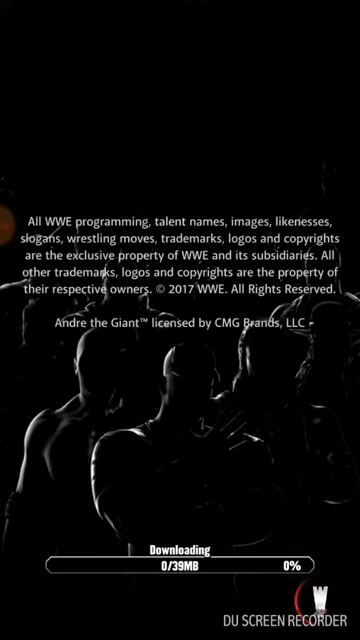 All WWE programming, talent names, images, likenesses,
slogans, wrestling moves, trademarks, logos and copyrights
are the exclusive property of WWE and its subsidiaries. All
other trademarks, logos and copyrights are the property of
their respective owners. © 2017 WWE. All Rights Reserved.
Andre the Giant™ licensed by CMG Brands, LLC
Downloading
0/39MB 0%
DU SCREEN RECORDER